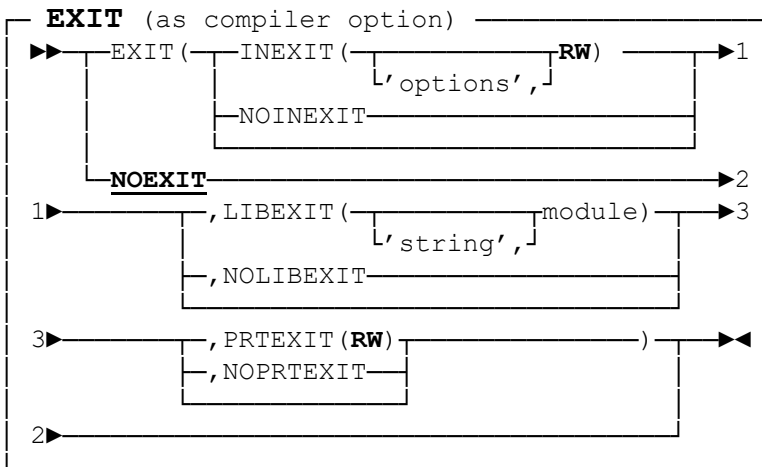 EXIT (as compiler option)
►►EXIT(INEXIT(RW)►1
'options',
NOINEXIT
NOEXIT►2
1►,LIBEXIT(module)►3
'string',
,NOLIBEXIT
3►,PRTEXIT(RW))►◄
,NOPRTEXIT
2►